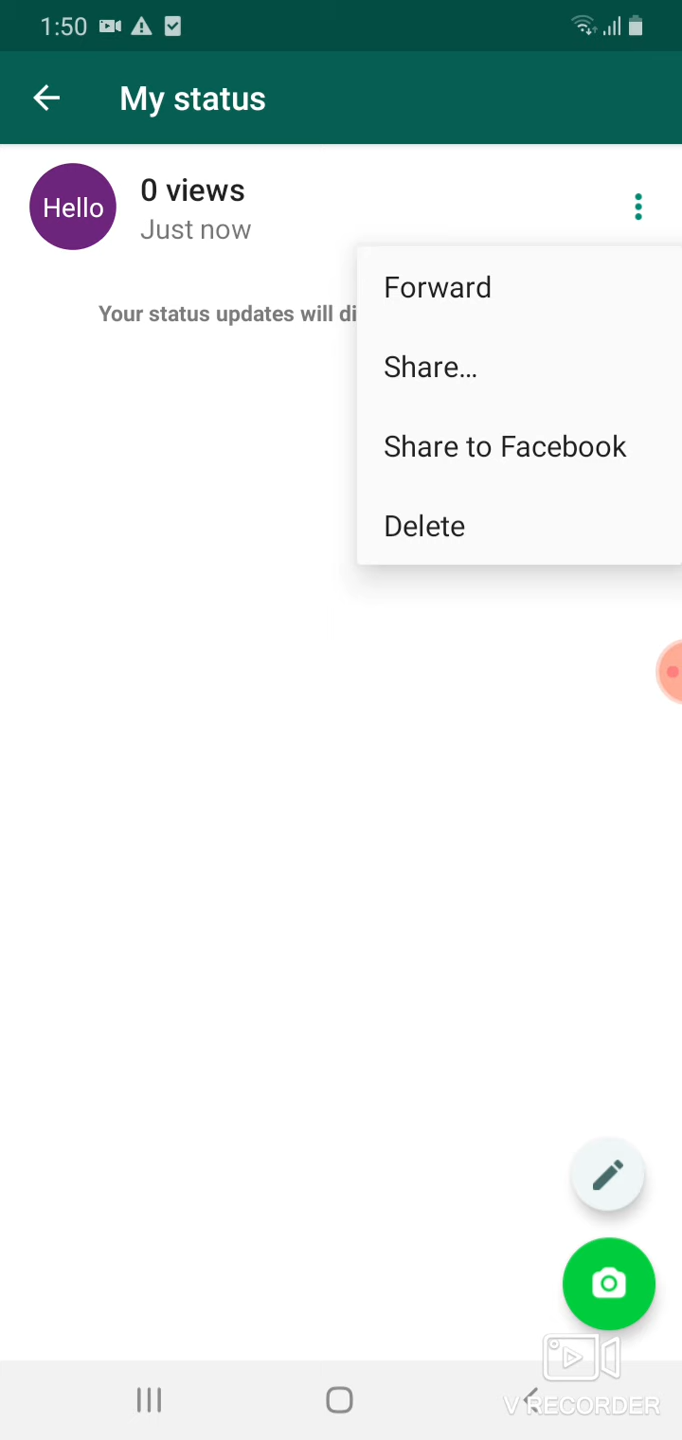 1:50
My status
Hello
0 views
Just now
Your status updates will di
Forward
Share...
Share to Facebook
Delete
V RECORDER